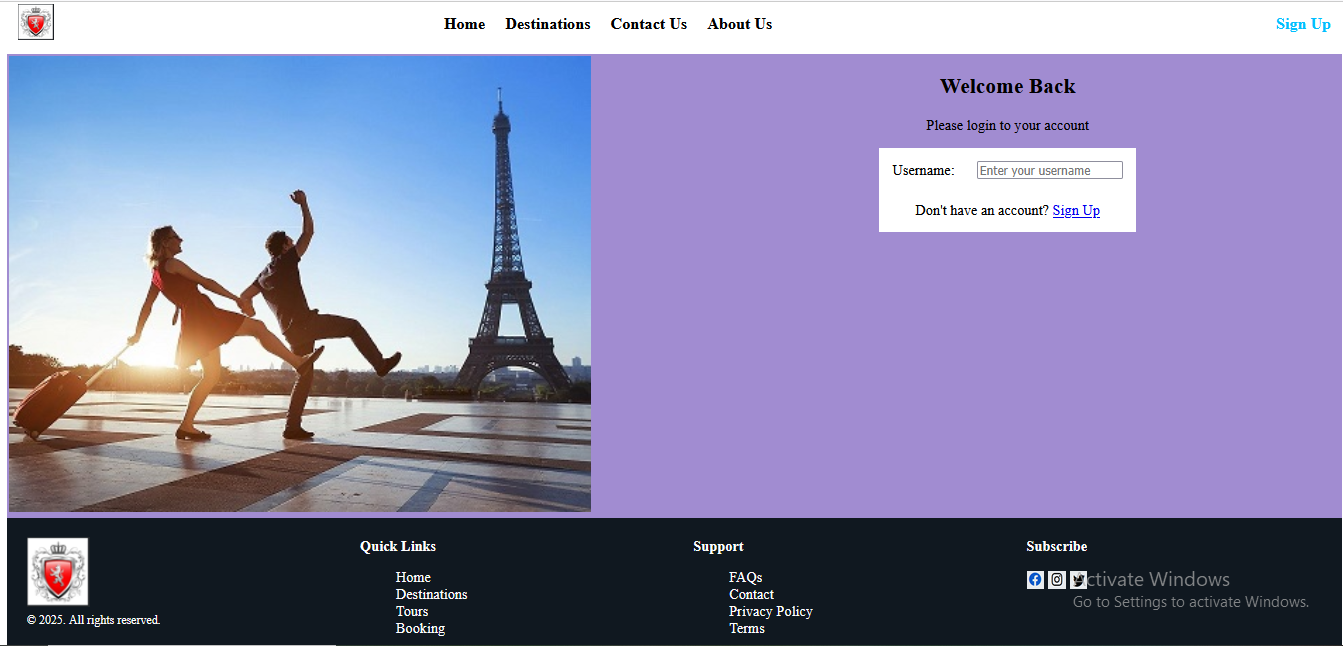 Home Destinations Contact Us About Us Sign Up
Welcome Back
Please login to your account
Username: Enter your username
Don't have an account? Sign Up
Quick Links Support Subscribe
Home FAQs
Destinations Contact
Tours Privacy Policy
Booking Terms
© 2025. All rights reserved.
Activate Windows
Go to Settings to activate Windows.